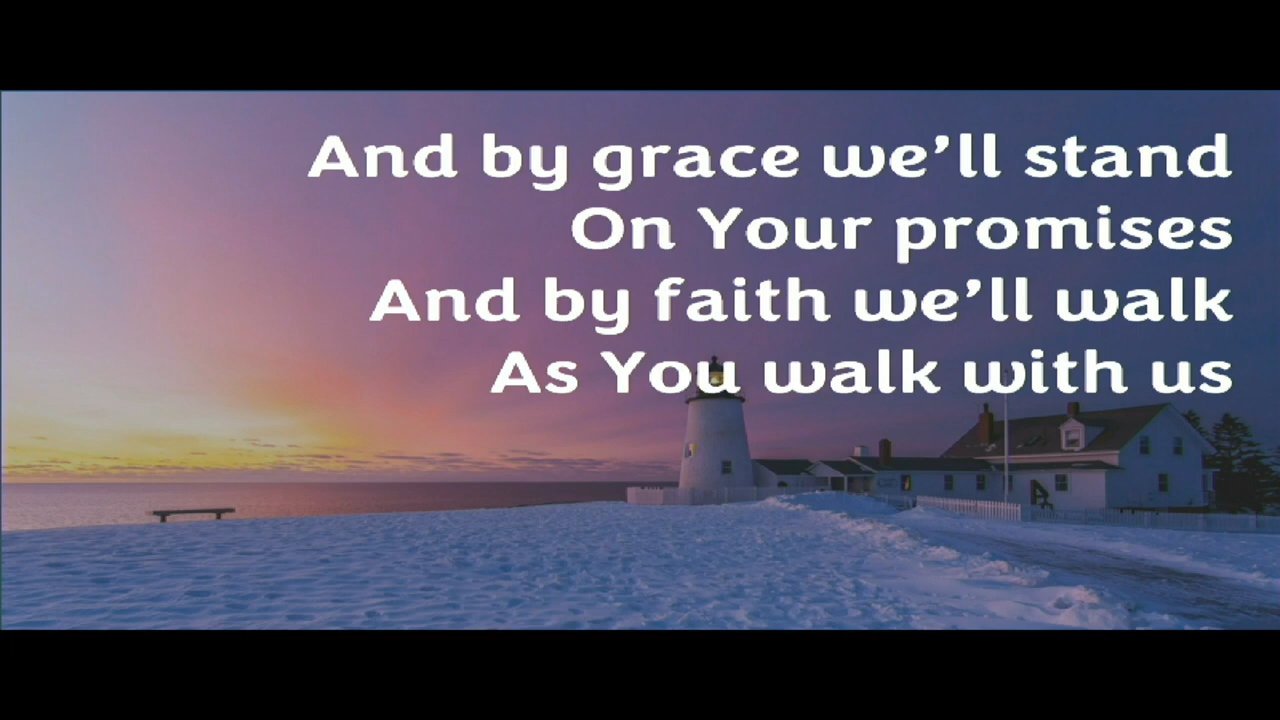 And by grace we’ll stand
On Your promises
And by faith we’ll walk
As You walk with us